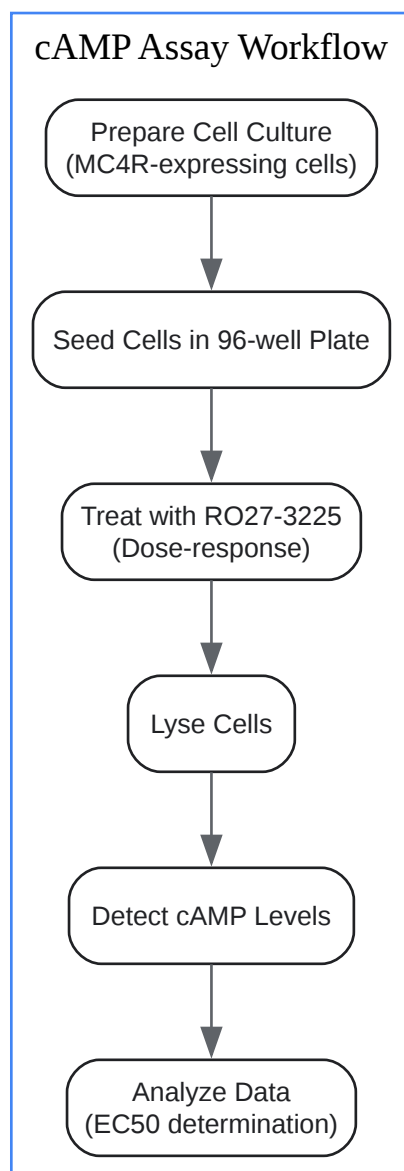 cAMP Assay Workflow
Prepare Cell Culture
(MC4R-expressing cells)
Seed Cells in 96-well Plate
Treat with RO27-3225
(Dose-response)
Lyse Cells
Detect cAMP Levels
Analyze Data
(EC50 determination)